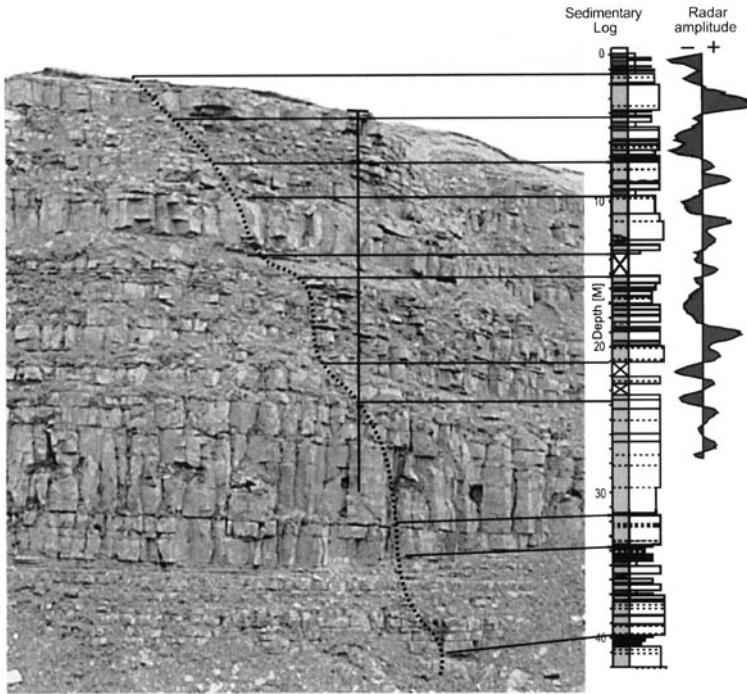 Sedimentary
Log
Radar
amplitude
− +
0
10
Depth [M]
20
30
40